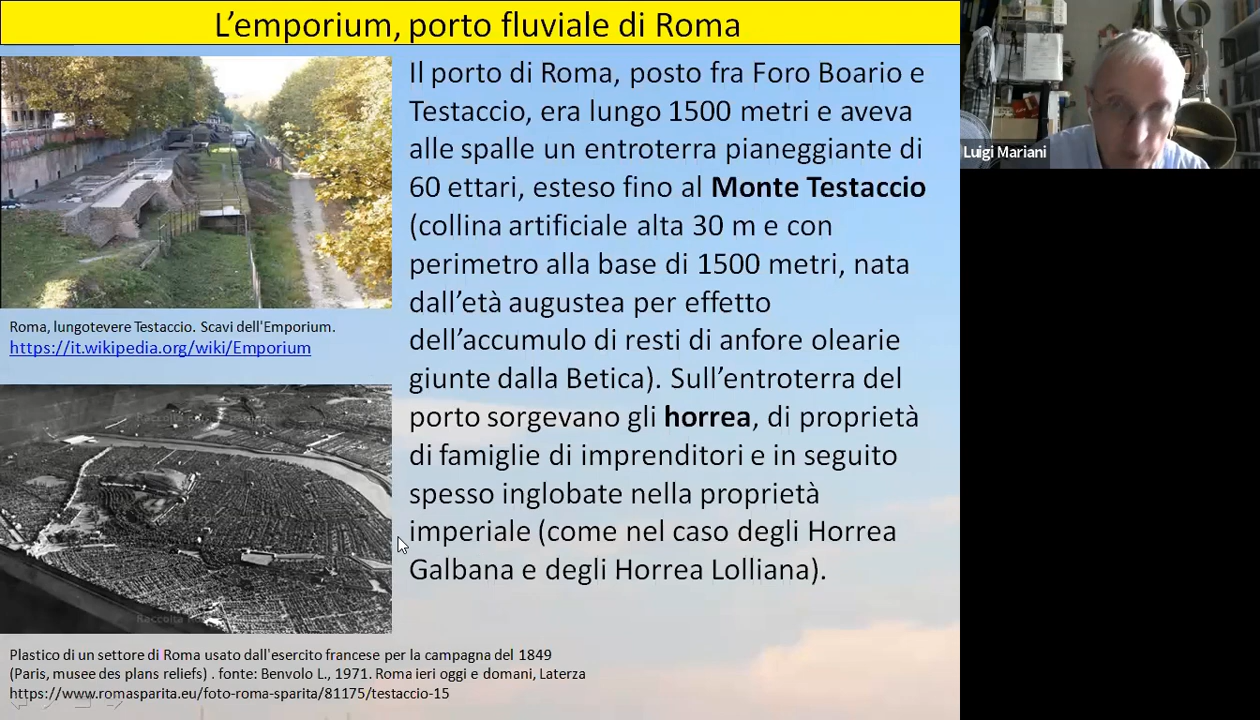 L'emporium, porto fluviale di Roma
Il porto di Roma, posto fra Foro Boario e
Testaccio, era lungo 1500 metri e aveva
alle spalle un entroterra pianeggiante di
60 ettari, esteso fino al Monte Testaccio
(collina artificiale alta 30 m e con
perimetro alla base di 1500 metri, nata
dall'età augustea per effetto
dell'accumulo di resti di anfore olearie
giunte dalla Betica). Sull'entroterra del
porto sorgevano gli horrea, di proprietà
di famiglie di imprenditori e in seguito
spesso inglobate nella proprietà
imperiale (come nel caso degli Horrea
Galbana e degli Horrea Lolliana).
Roma, lungotevere Testaccio. Scavi dell'Emporium.
https://it.wikipedia.org/wiki/Emporium
Plastico di un settore di Roma usato dall'esercito francese per la campagna del 1849
(Paris, musee des plans reliefs) . fonte: Benvolo L., 1971. Roma ieri oggi e domani, Laterza
https://www.romasparita.eu/foto-roma-sparita/81175/testaccio-15
Luigi Mariani